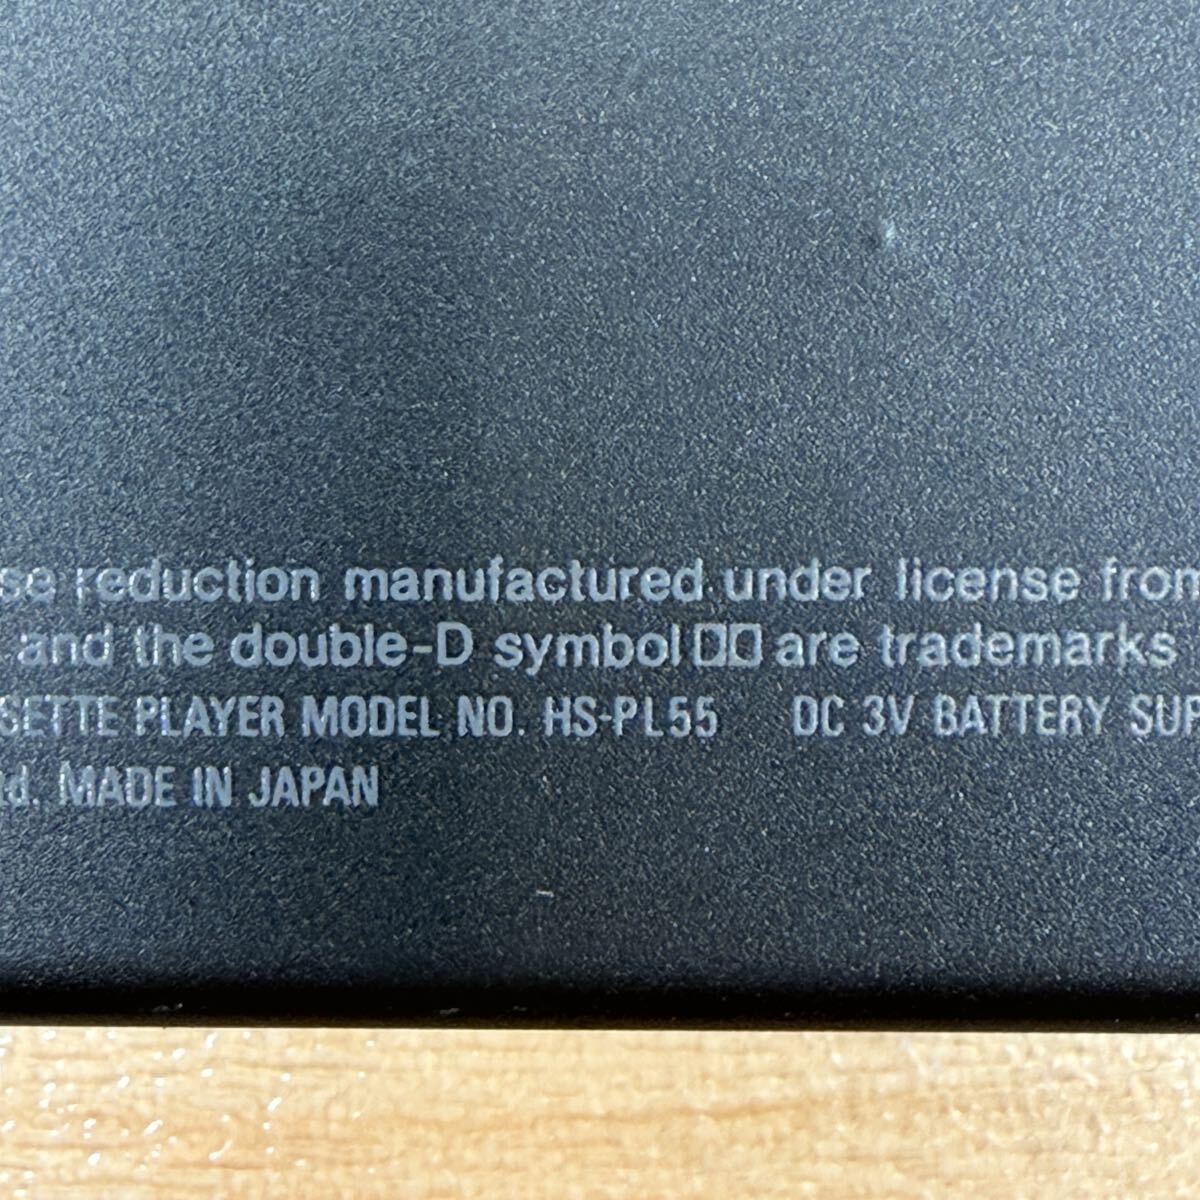 se reduction manufactured under license from
and the double-D symbol are trademarks
SETTE PLAYER MODEL NO. HS-PL55 DC 3V BATTERY SUP
d. MADE IN JAPAN